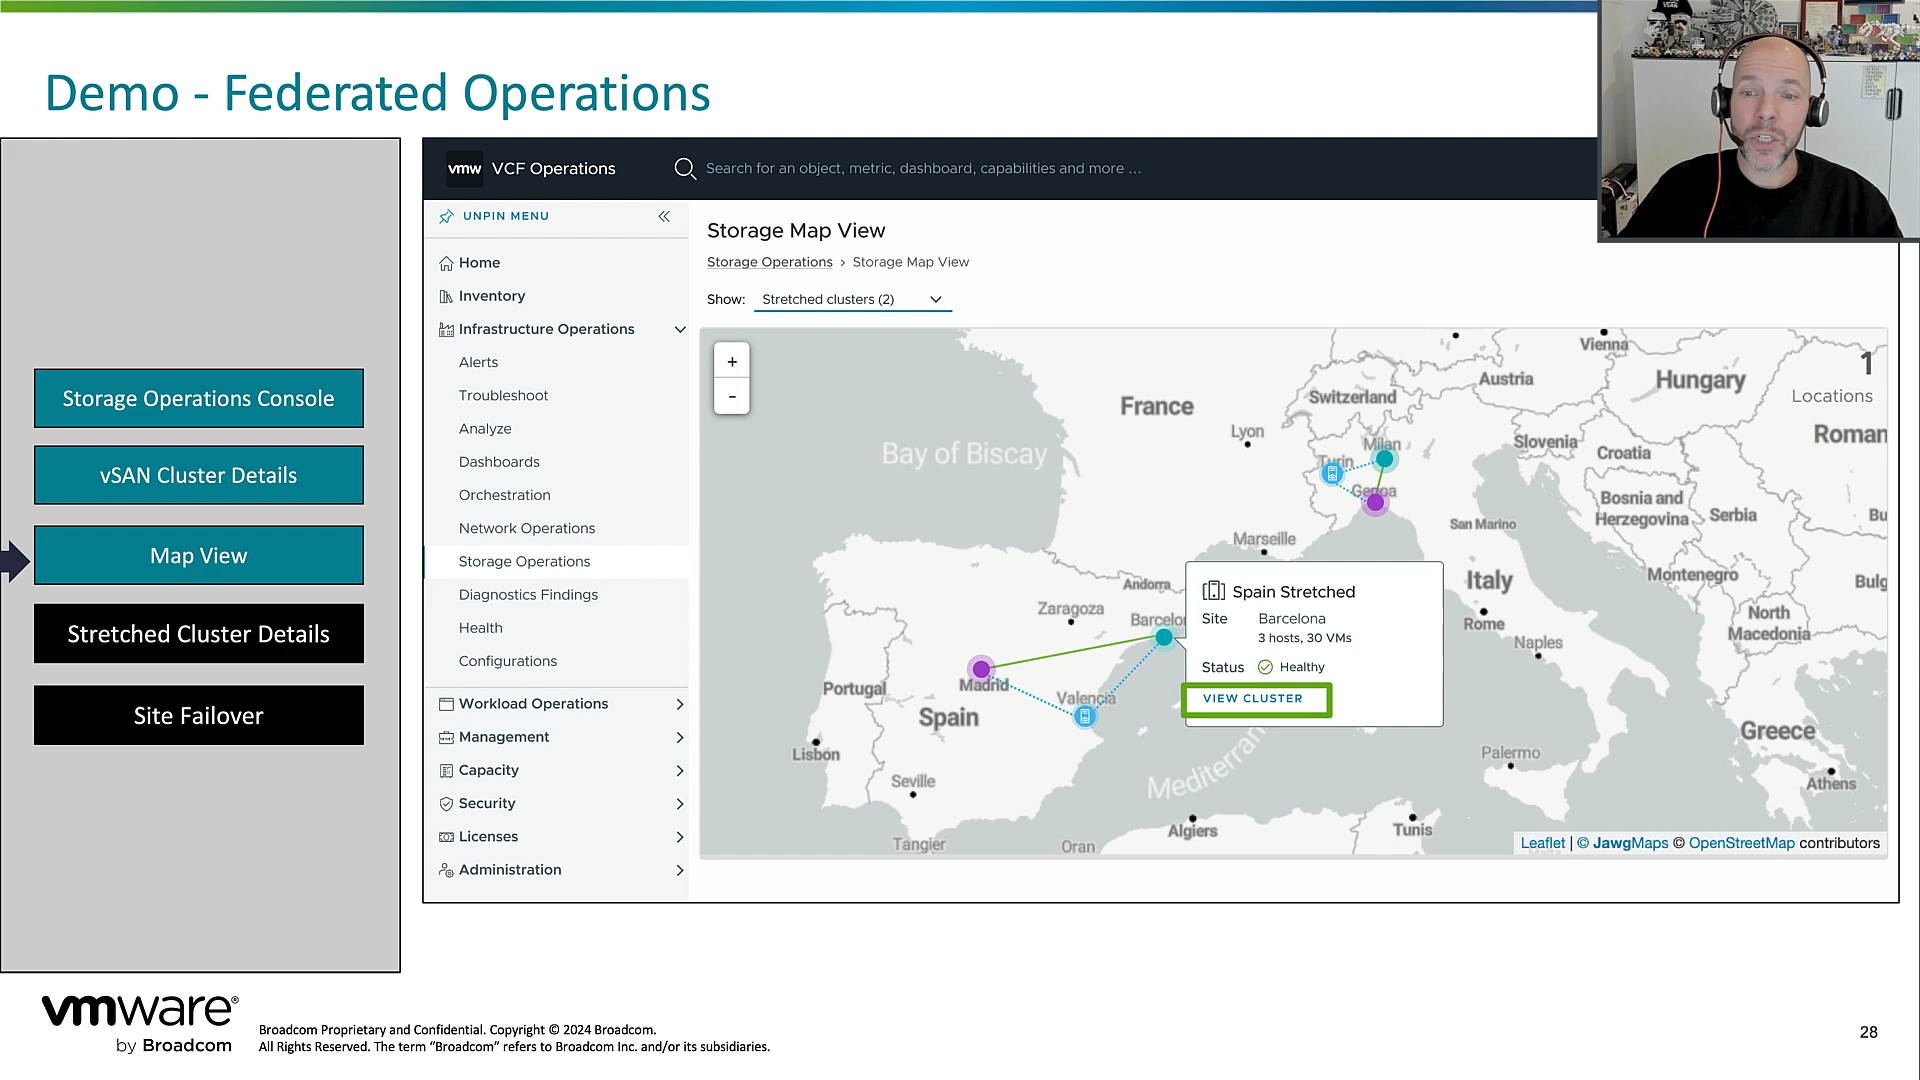 Demo - Federated Operations
Storage Operations Console
vSAN Cluster Details
Map View
Stretched Cluster Details
Site Failover
vmw VCF Operations
Search for an object, metric, dashboard, capabilities and more ...
UNPIN MENU
Home
Inventory
Infrastructure Operations
Alerts
Troubleshoot
Analyze
Dashboards
Orchestration
Network Operations
Storage Operations
Diagnostics Findings
Health
Configurations
Workload Operations
Management
Capacity
Security
Licenses
Administration
Storage Map View
Storage Operations › Storage Map View
Show: Stretched clusters (2)
+
-
1
Locations
Vienna
Austria
Hungary
Switzerland
France
Lyon
Milan
Slovenia
Croatia
Roman
Bay of Biscay
Turin
Genoa
Bosnia and
Herzegovina
Serbia
Bu
San Marino
Marseille
Montenegro
Bulg
Andorra
Italy
Zaragoza
Barcelo
Rome
North
Macedonia
Naples
Spain Stretched
Site Barcelona
3 hosts, 30 VMs
Status Healthy
VIEW CLUSTER
Madrid
Portugal
Valencia
Spain
Lisbon
Greece
Palermo
Seville
Mediterran
Athens
Algiers
Tunis
Tangier
Oran
Leaflet | © JawgMaps © OpenStreetMap contributors
vmware®
by Broadcom
Broadcom Proprietary and Confidential. Copyright © 2024 Broadcom.
All Rights Reserved. The term “Broadcom” refers to Broadcom Inc. and/or its subsidiaries.
28